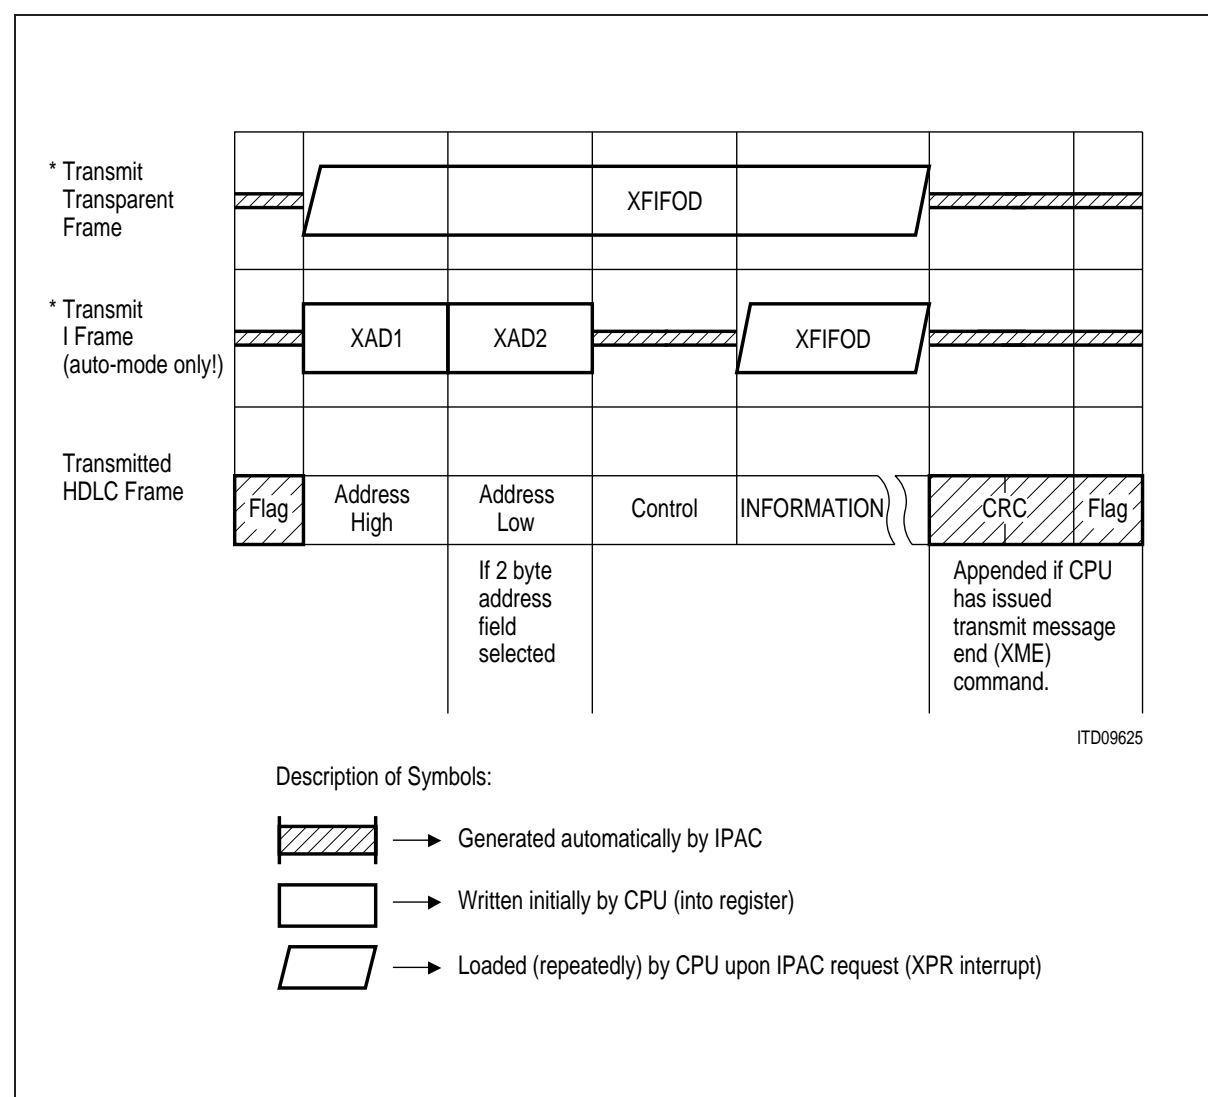 * Transmit
Transparent
Frame
XFIFOD
* Transmit
I Frame
(auto-mode only!)
XAD1
XAD2
XFIFOD
Transmitted
HDLC Frame
Flag
Address
High
Address
Low
Control
INFORMATION
CRC
Flag
If 2 byte
address
field
selected
Appended if CPU
has issued
transmit message
end (XME)
command.
ITD09625
Description of Symbols:
Generated automatically by IPAC
Written initially by CPU (into register)
Loaded (repeatedly) by CPU upon IPAC request (XPR interrupt)